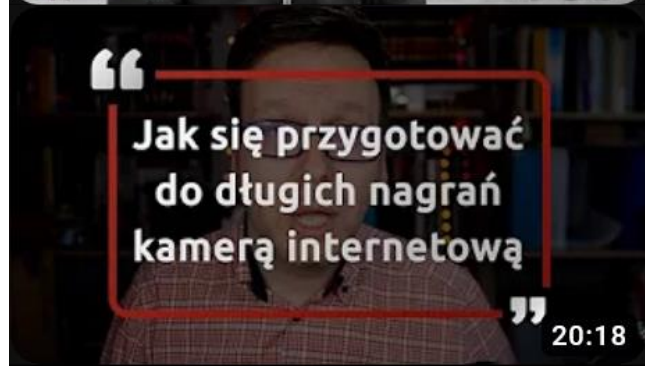 “
Jak się przygotować
do długich nagrań
kamerą internetową
”
20:18